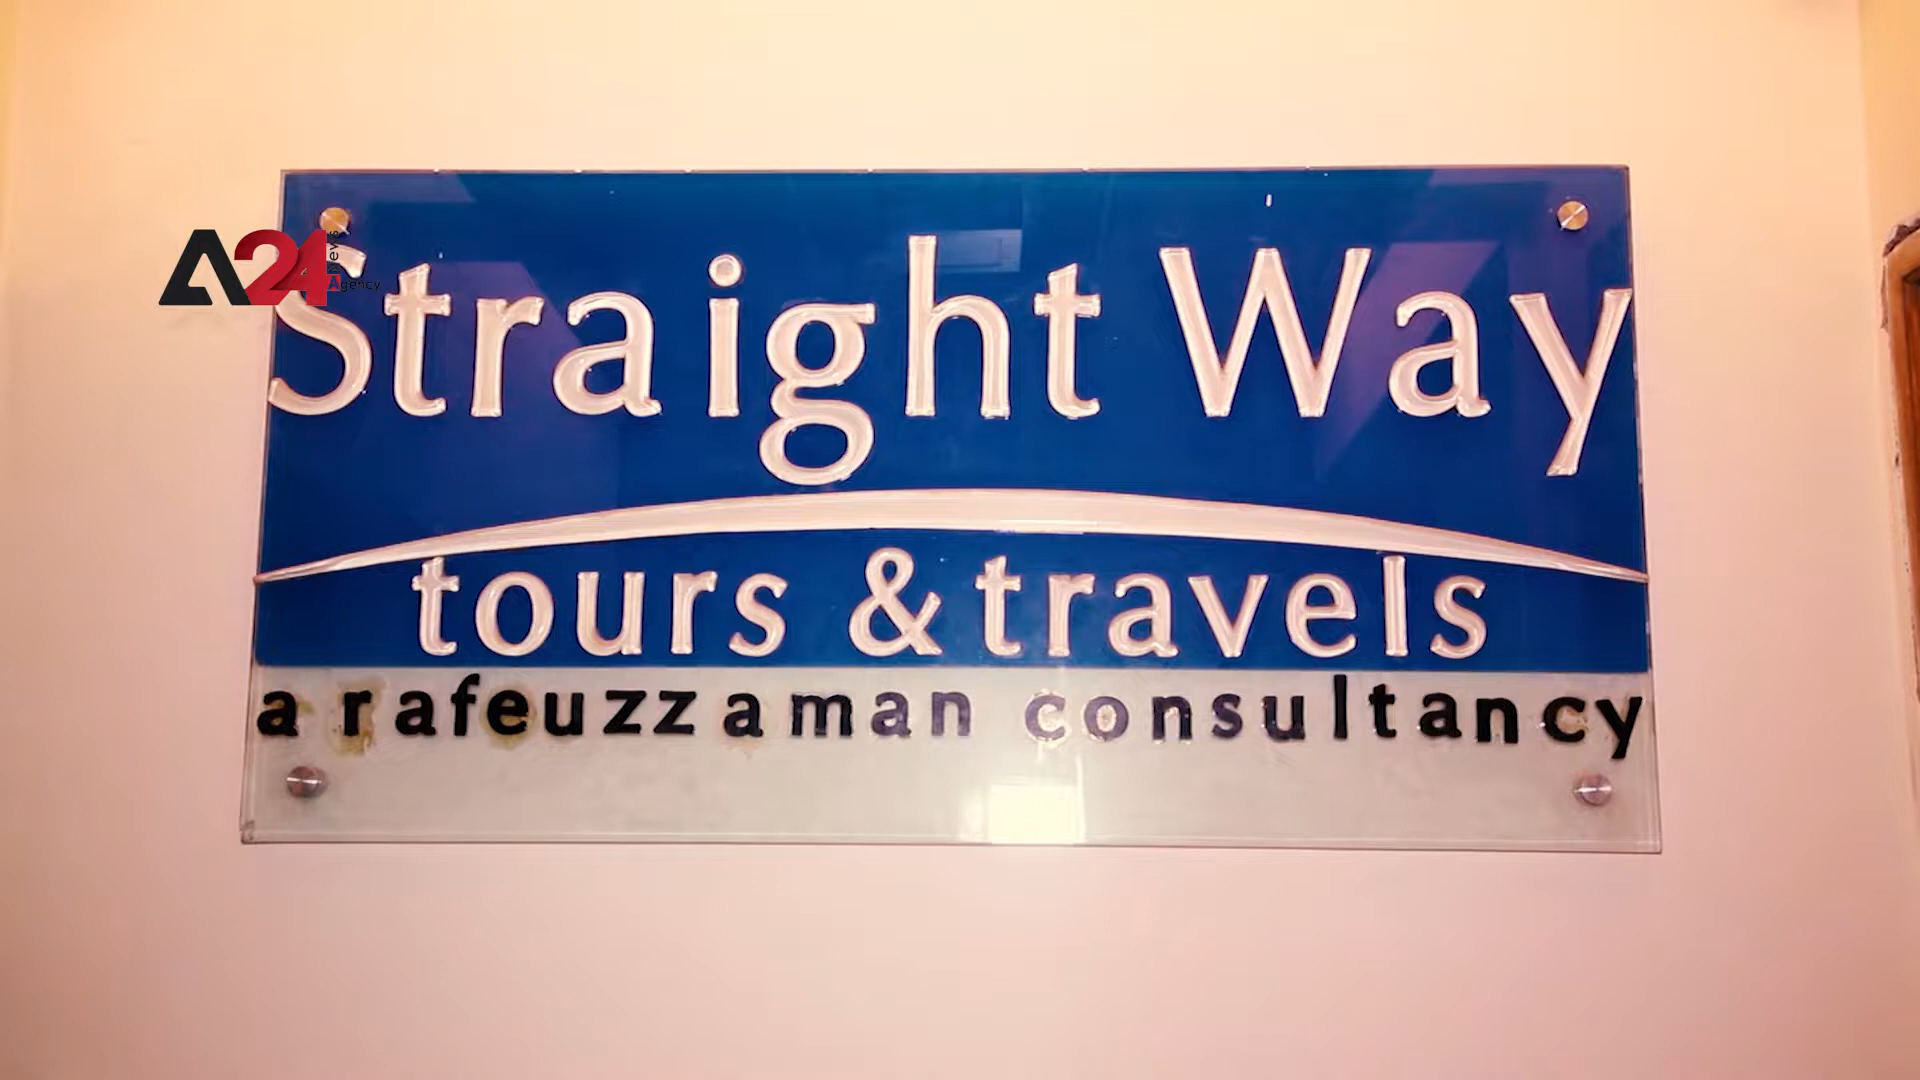 A24
News
Agency
Straight Way
tours & travels
a rafeuzzaman consultancy